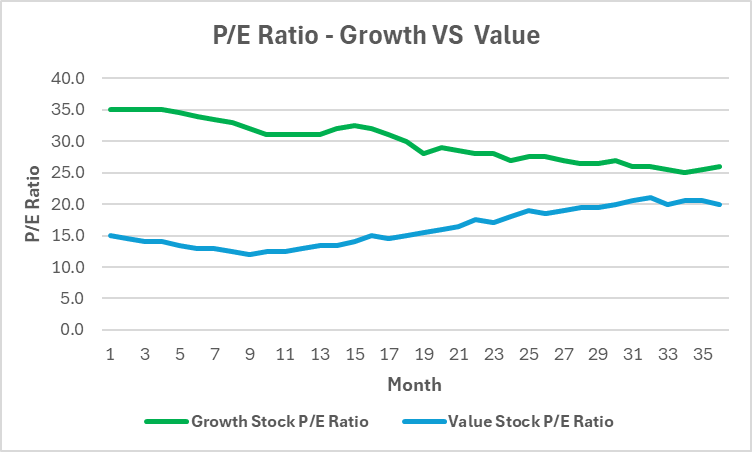 P/E Ratio - Growth VS  Value
40.0
35.0
30.0
25.0
20.0
15.0
10.0
5.0
0.0
P/E Ratio
1 3 5 7 9 11 13 15 17 19 21 23 25 27 29 31 33 35
Month
Growth Stock P/E Ratio Value Stock P/E Ratio